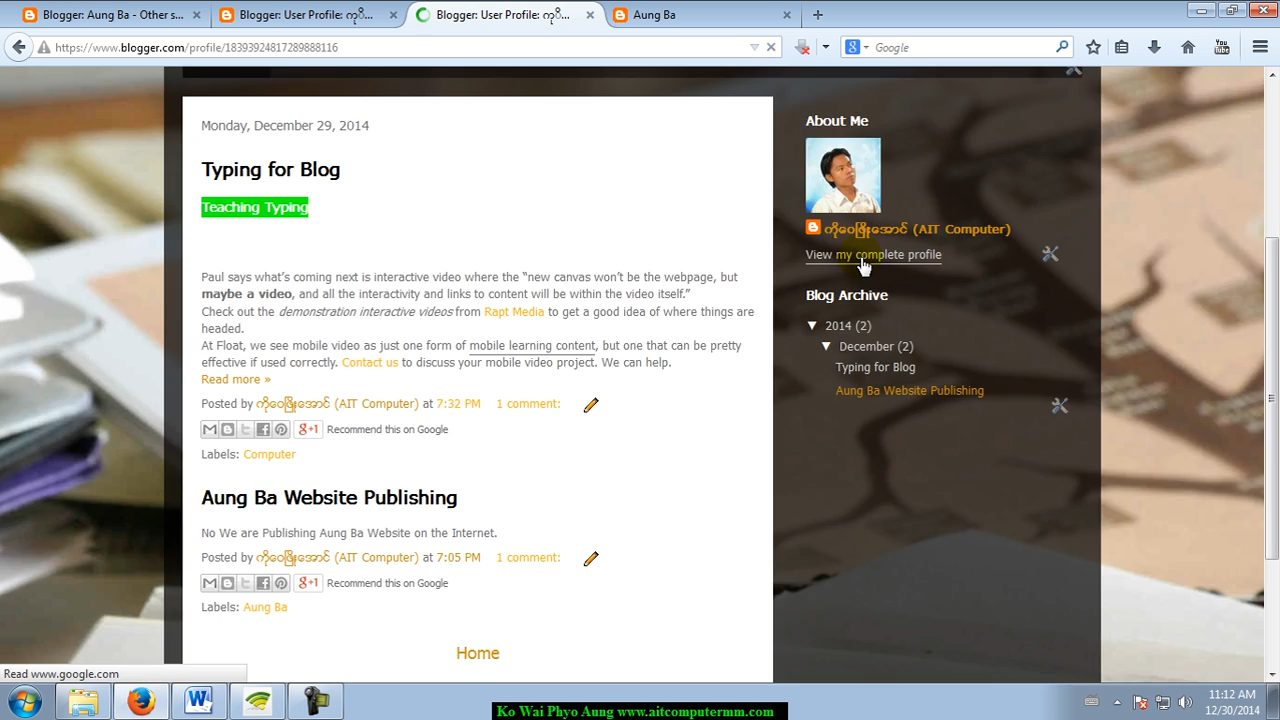 Blogger: Aung Ba - Other s...
Blogger: User Profile: ကို...
Blogger: User Profile: ကို...
Aung Ba
https://www.blogger.com/profile/18393924817289888116
Google
You
Tube
Monday, December 29, 2014
Typing for Blog
Teaching Typing
Paul says what's coming next is interactive video where the “new canvas won't be the webpage, but
maybe a video, and all the interactivity and links to content will be within the video itself.”
Check out the demonstration interactive videos from Rapt Media to get a good idea of where things are
headed.
At Float, we see mobile video as just one form of mobile learning content, but one that can be pretty
effective if used correctly. Contact us to discuss your mobile video project. We can help.
Read more »
Posted by ကိုဝေဖြိုးအောင် (AIT Computer) at 7:32 PM 1 comment:
g+1 Recommend this on Google
Labels: Computer
Aung Ba Website Publishing
No We are Publishing Aung Ba Website on the Internet.
Posted by ကိုဝေဖြိုးအောင် (AIT Computer) at 7:05 PM 1 comment:
g+1 Recommend this on Google
Labels: Aung Ba
Home
About Me
ကိုဝေဖြိုးအောင် (AIT Computer)
View my complete profile
Blog Archive
▼ 2014 (2)
▼ December (2)
Typing for Blog
Aung Ba Website Publishing
Read www.google.com
11:12 AM
12/30/2014
Ko Wai Phyo Aung www.aitcomputermm.com